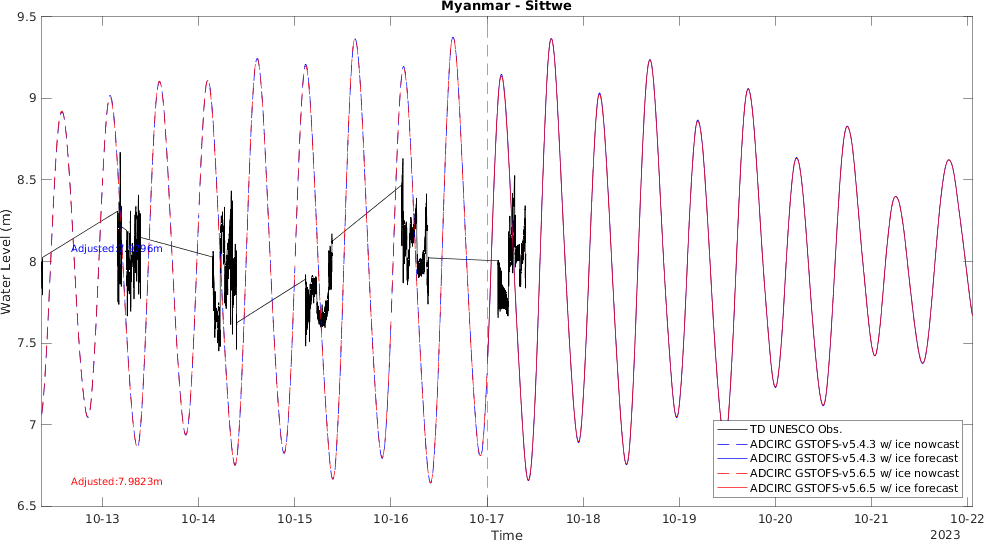 Myanmar - Sittwe
9.5
9
8.5
8
7.5
7
6.5
Water Level (m)
Adjusted:
Adjusted:7.9823m
TD UNESCO Obs.
ADCIRC GSTOFS-v5.4.3 w/ ice nowcast
ADCIRC GSTOFS-v5.4.3 w/ ice forecast
ADCIRC GSTOFS-v5.6.5 w/ ice nowcast
ADCIRC GSTOFS-v5.6.5 w/ ice forecast
10-13 10-14 10-15 10-16 10-17 10-18 10-19 10-20 10-21 10-22
Time
2023